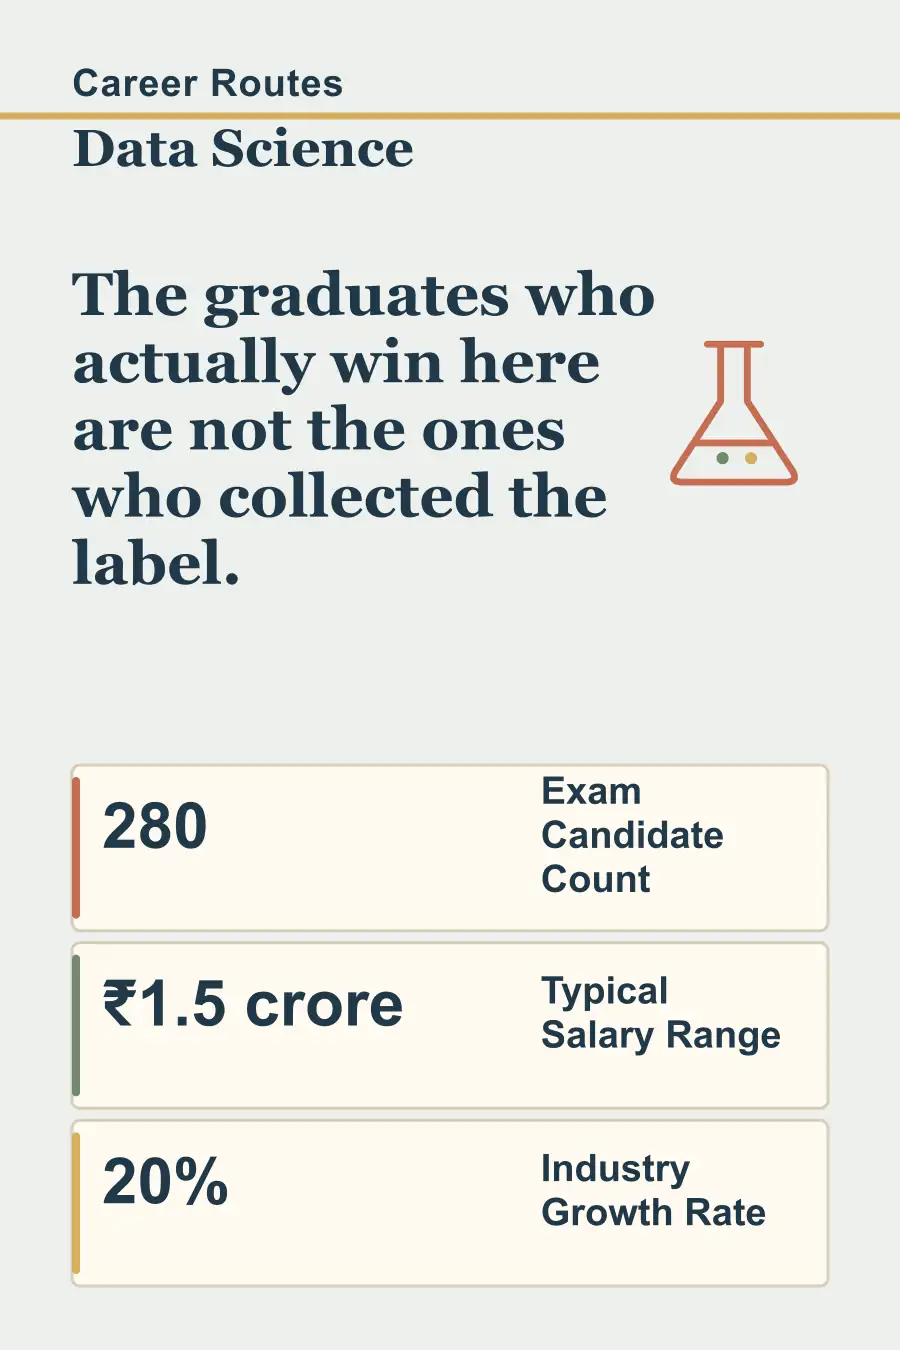 Career Routes
Data Science
The graduates who
actually win here
are not the ones
who collected the
label.
280
Exam
Candidate
Count
₹1.5 crore
Typical
Salary Range
20%
Industry
Growth Rate